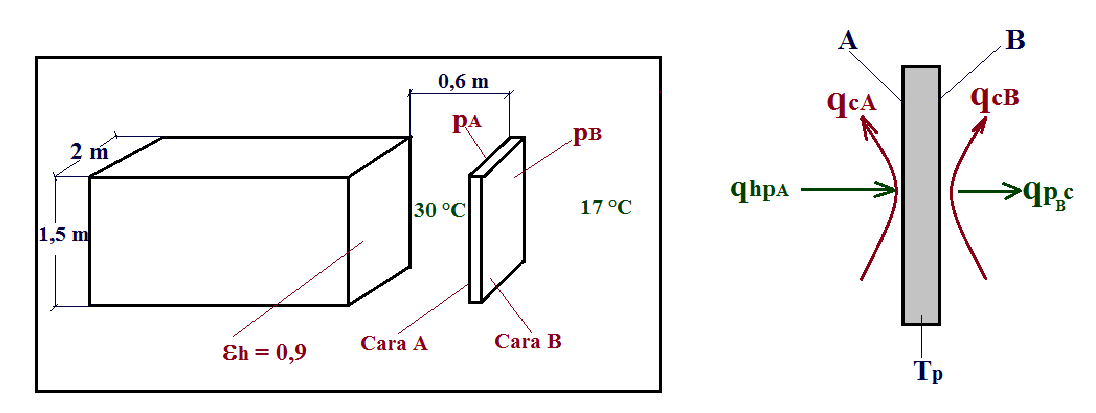 0,6 m
2 m
pA
pB
1,5 m
30 °C
17 °C
εh = 0,9
Cara A
Cara B
A
B
qcA
qcB
qhpA
qpBc
Tp